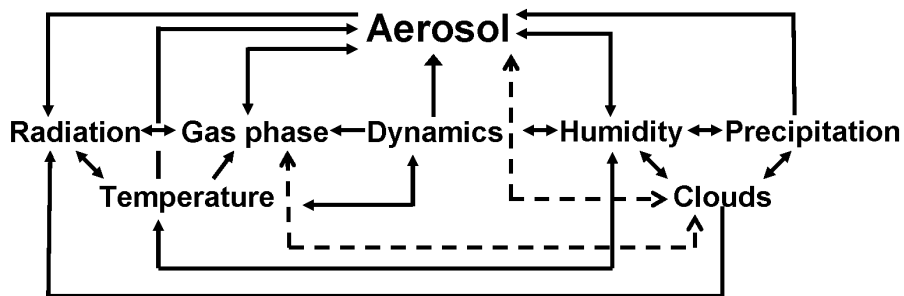 Aerosol
Radiation Gas phase Dynamics Humidity Precipitation
Temperature Clouds